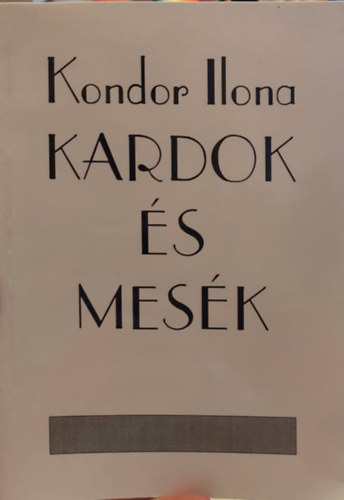 Kondor Ilona
KARDOK
ÉS
MESÉK